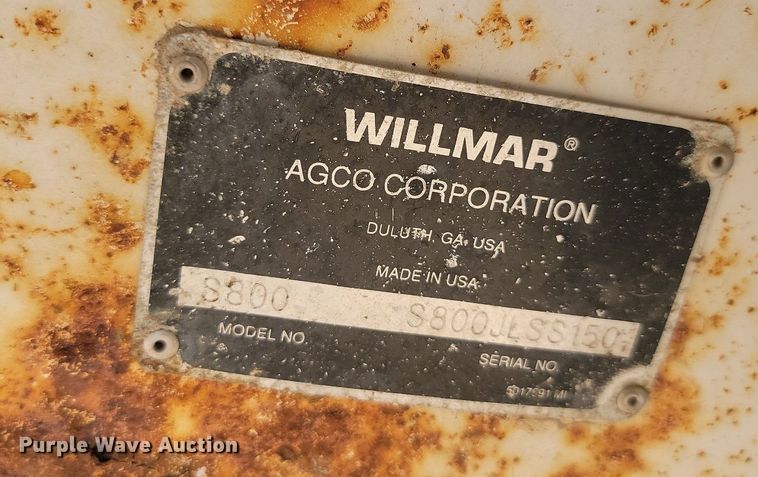 WILLMAR®
AGCO CORPORATION
DULUTH, GA. USA
MADE IN USA
S800 S800JLSS150
MODEL NO. SERIAL NO.
Purple Wave Auction